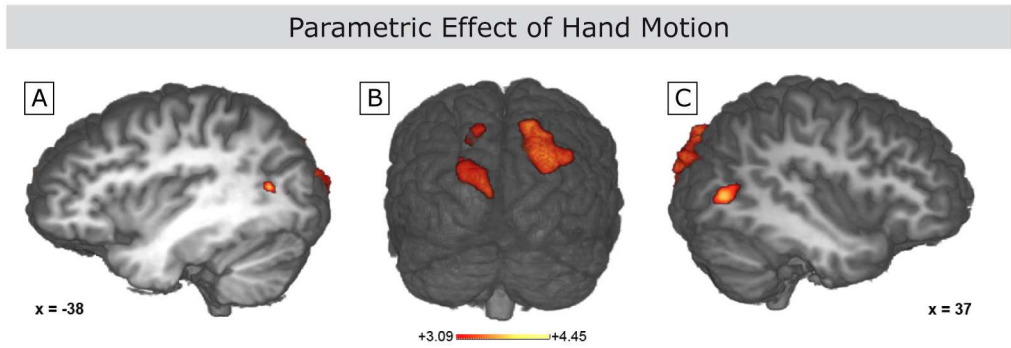 Parametric Effect of Hand Motion
A
B
C
x = -38
x = 37
+3.09
+4.45